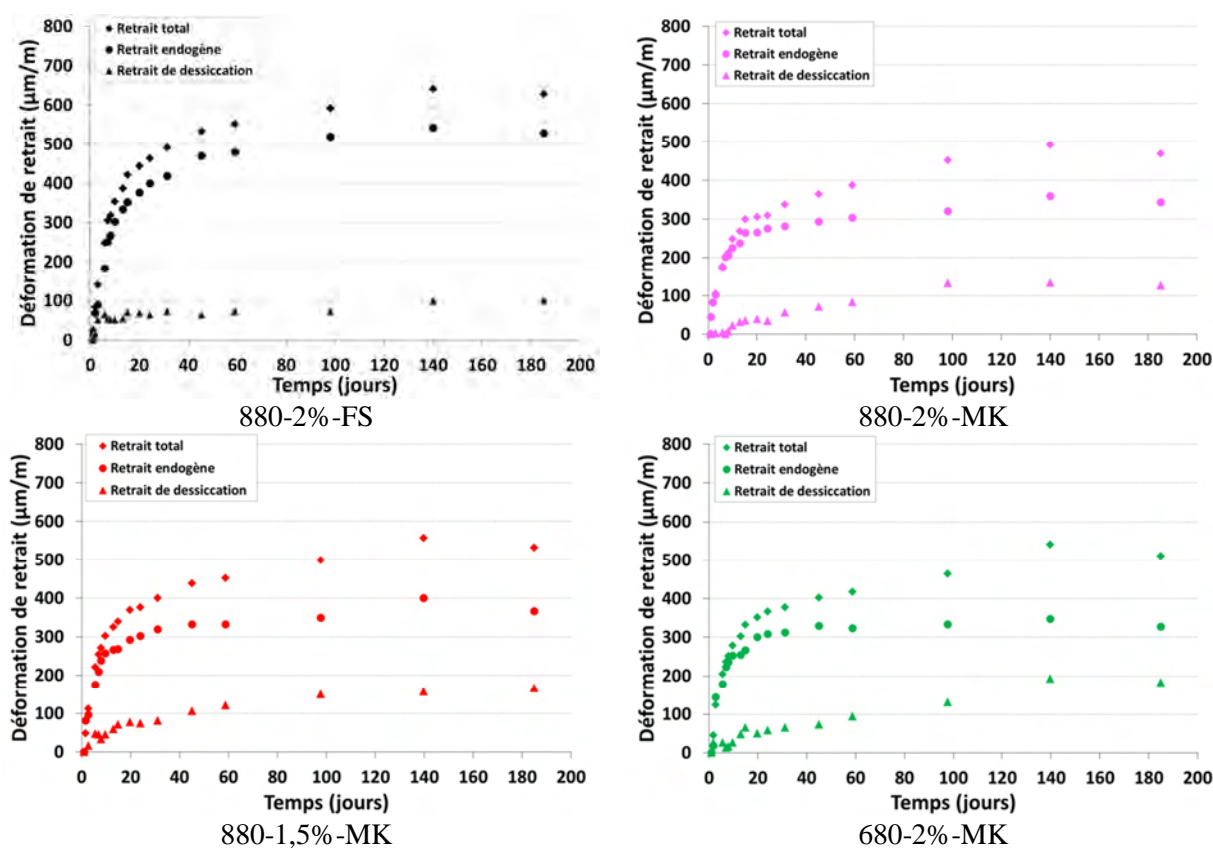 800
700
600
500
400
300
200
100
0
Déformation de retrait (µm/m)
Retrait total
Retrait endogène
Retrait de dessiccation
0 20 40 60 80 100 120 140 160 180 200
Temps (jours)
880-2%-FS
800
700
600
500
400
300
200
100
0
Déformation de retrait (µm/m)
Retrait total
Retrait endogène
Retrait de dessiccation
0 20 40 60 80 100 120 140 160 180 200
Temps (jours)
880-2%-MK
800
700
600
500
400
300
200
100
0
Déformation de retrait (µm/m)
Retrait total
Retrait endogène
Retrait de dessiccation
0 20 40 60 80 100 120 140 160 180 200
Temps (jours)
880-1,5%-MK
800
700
600
500
400
300
200
100
0
Déformation de retrait (µm/m)
Retrait total
Retrait endogène
Retrait de dessiccation
0 20 40 60 80 100 120 140 160 180 200
Temps (jours)
680-2%-MK